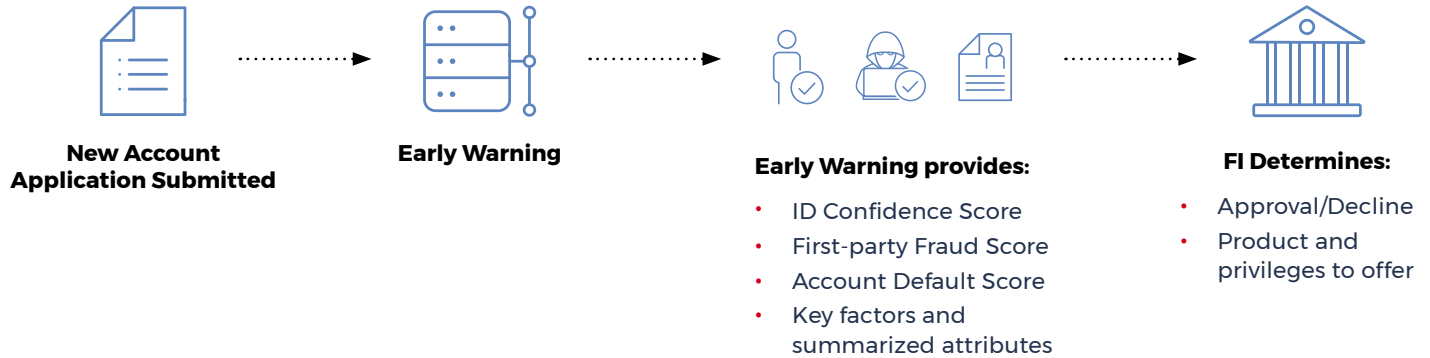 New Account
Application Submitted
Early Warning
Early Warning provides:
• ID Confidence Score
• First-party Fraud Score
• Account Default Score
• Key factors and
summarized attributes
FI Determines:
• Approval/Decline
• Product and
privileges to offer